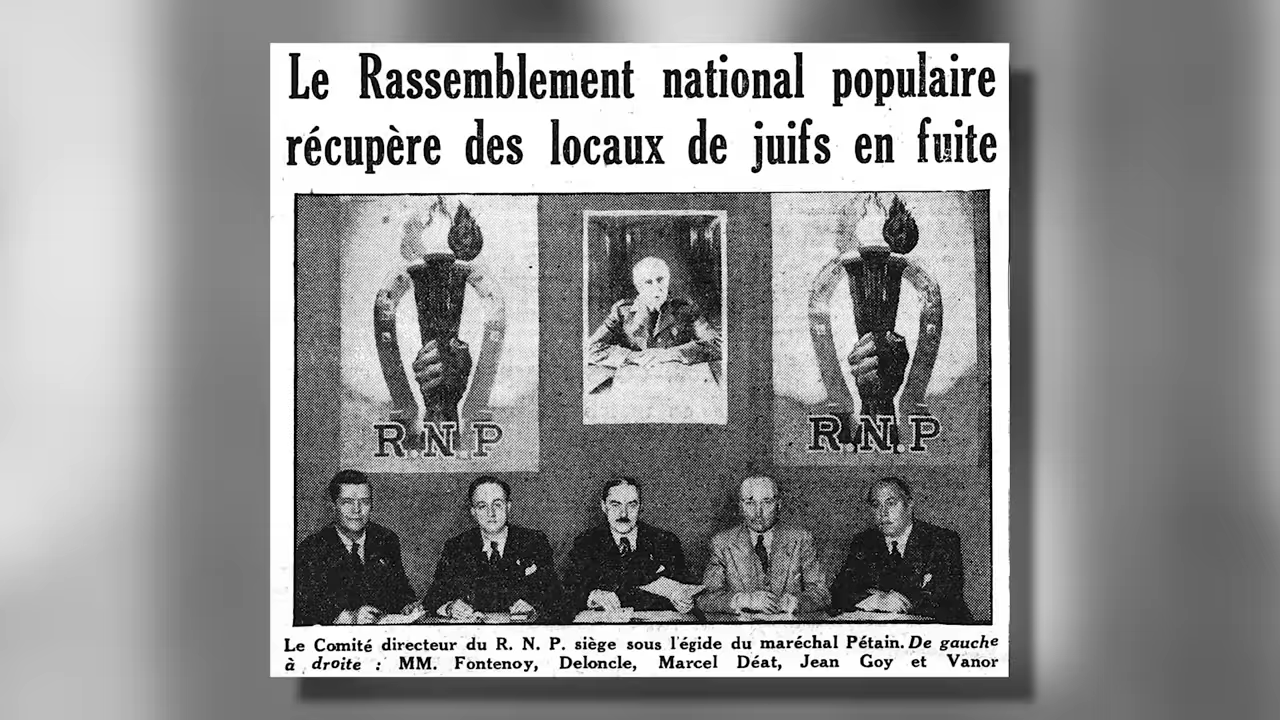 Le Rassemblement national populaire
récupère des locaux de juifs en fuite
R.N.P
R.N.P
Le Comité directeur du R. N. P. siège sous l'égide du maréchal Pétain. De gauche
à droite : MM. Fontenoy, Deloncle, Marcel Déat, Jean Goy et Vanor